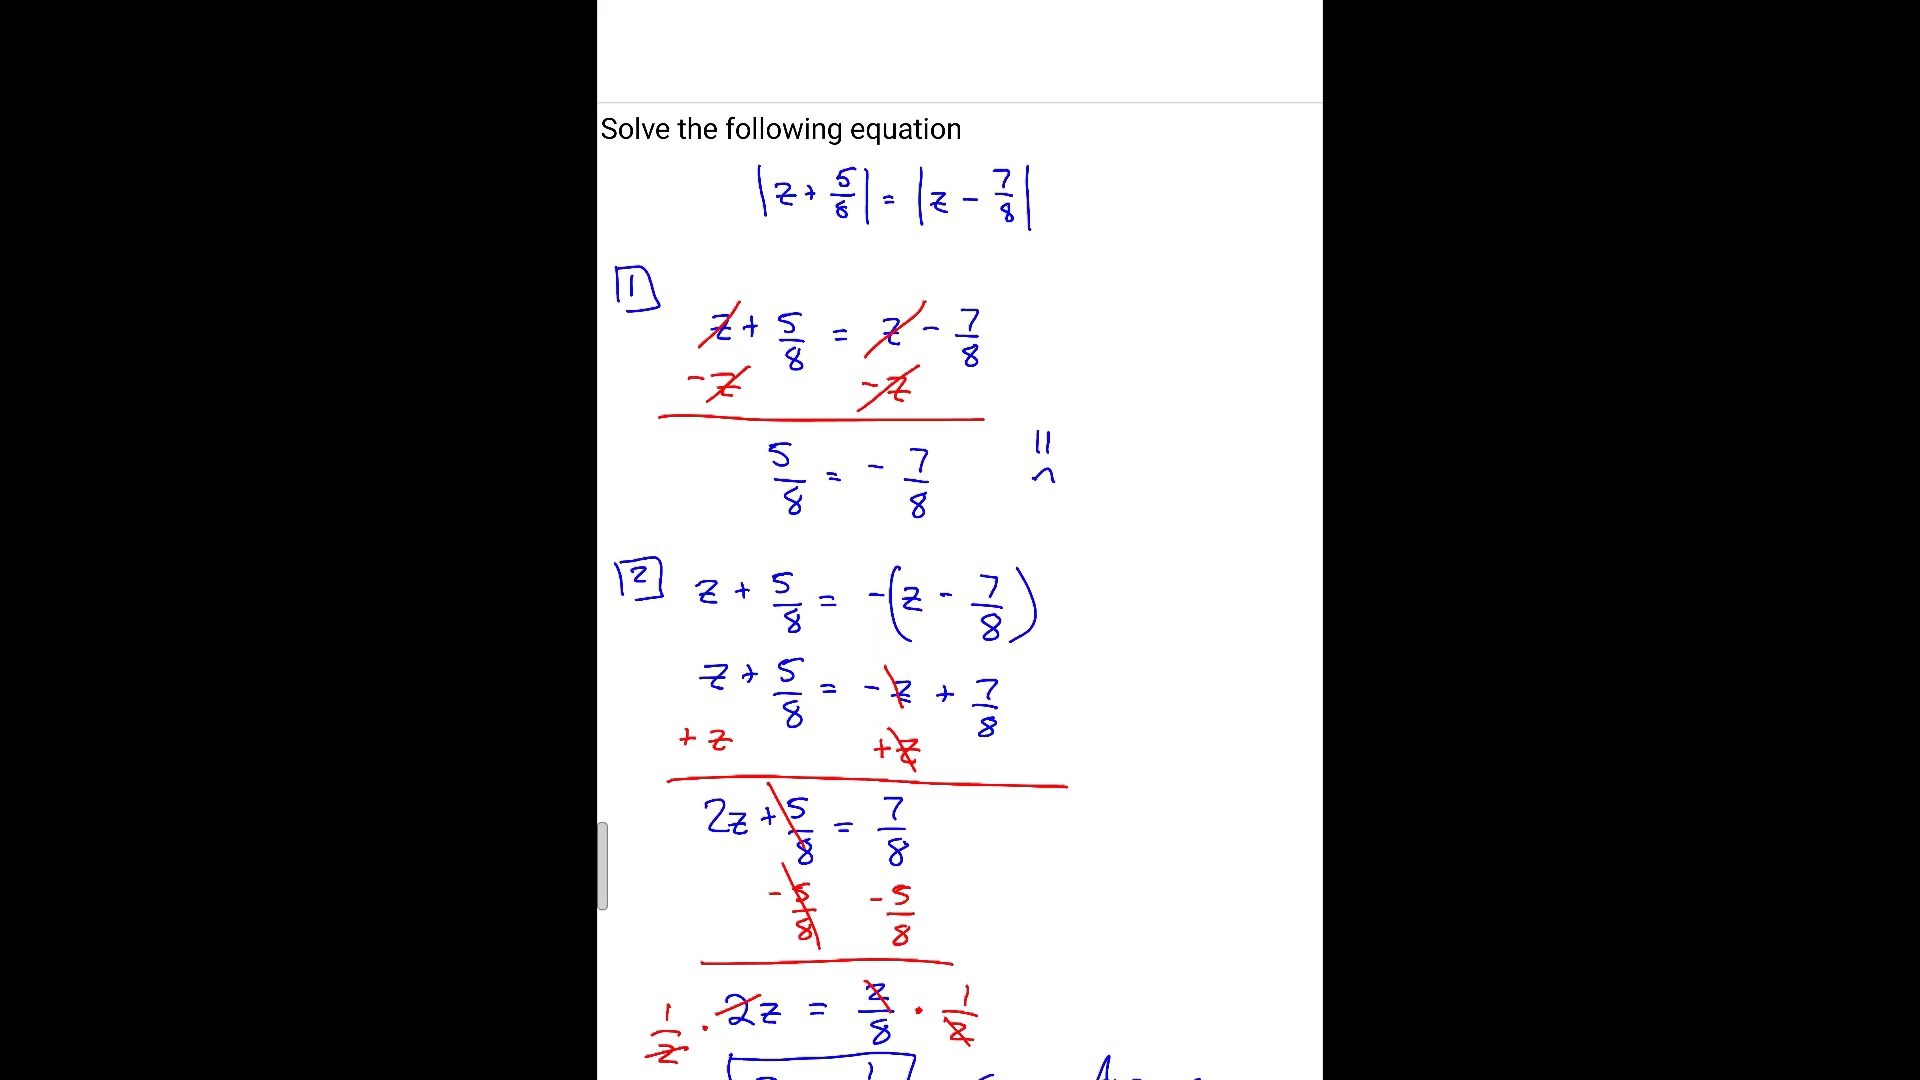 Solve the following equation
|z + 5/8| = |z - 7/8|
1
z + 5/8 = z - 7/8
-z -z
5/8 = - 7/8
2 z + 5/8 = -(z - 7/8)
z + 5/8 = -z + 7/8
+z +z
2z + 5/8 = 7/8
- 5/8 - 5/8
1/2 · 2z = 2/8 · 1/2